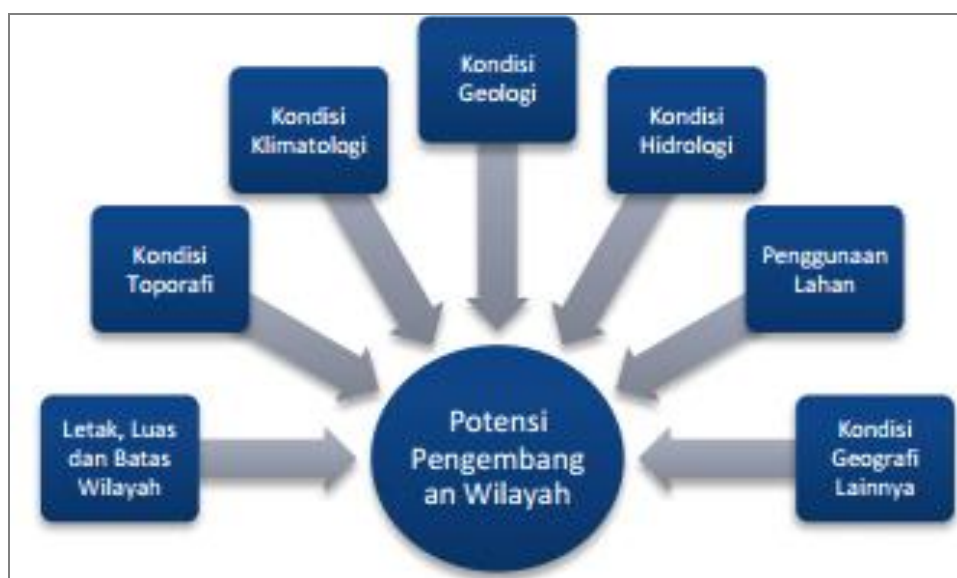 Kondisi
Geologi
Kondisi
Klimatologi
Kondisi
Hidrologi
Kondisi
Toporafi
Penggunaan
Lahan
Letak, Luas
dan Batas
Wilayah
Potensi
Pengembang
an Wilayah
Kondisi
Geografi
Lainnya